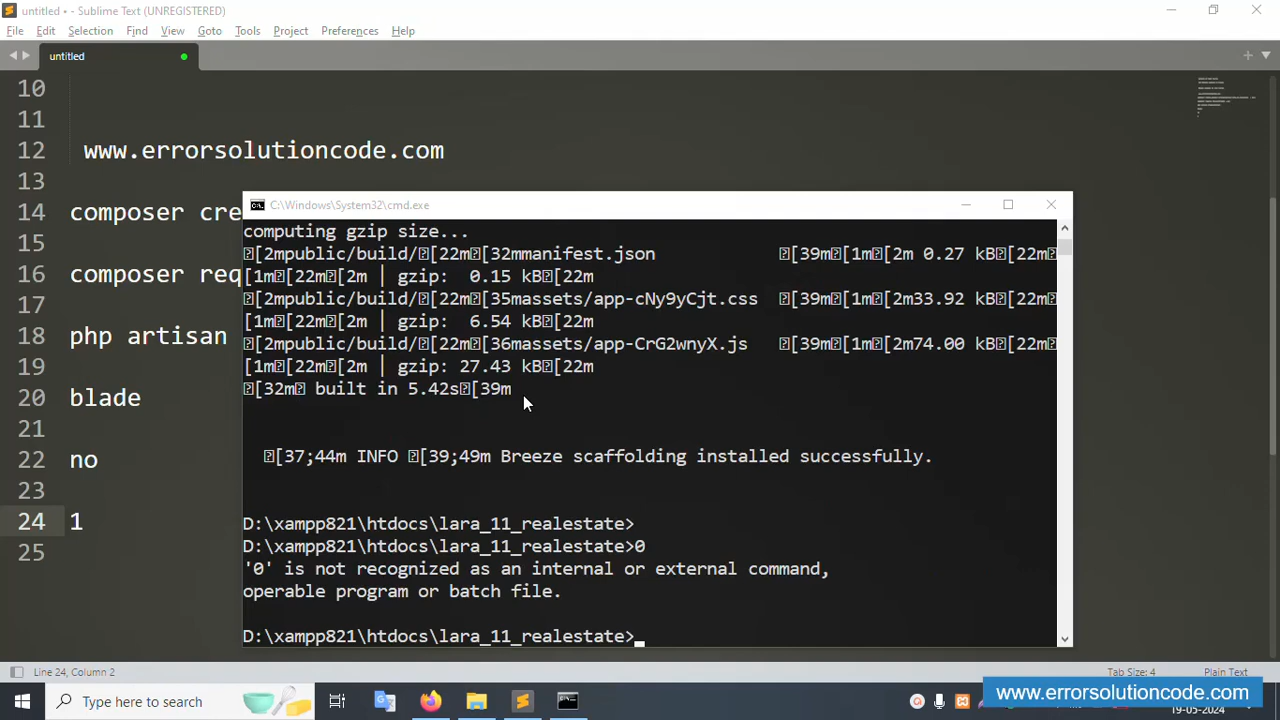 untitled • - Sublime Text (UNREGISTERED)
File Edit Selection Find View Goto Tools Project Preferences Help
untitled
10
11
12 www.errorsolutioncode.com
13
14 composer cre
15
16 composer req
17
18 php artisan
19
20 blade
21
22 no
23
24 1
25
C:\Windows\System32\cmd.exe
computing gzip size...
[2mpublic/build/[22m[32mmanifest.json [39m[1m[2m 0.27 kB[22m
[1m[22m[2m | gzip: 0.15 kB[22m
[2mpublic/build/[22m[35massets/app-cNy9yCjt.css [39m[1m[2m33.92 kB[22m
[1m[22m[2m | gzip: 6.54 kB[22m
[2mpublic/build/[22m[36massets/app-CrG2wnyX.js [39m[1m[2m74.00 kB[22m
[1m[22m[2m | gzip: 27.43 kB[22m
[32m built in 5.42s[39m
[37;44m INFO [39;49m Breeze scaffolding installed successfully.
D:\xampp821\htdocs\lara_11_realestate>
D:\xampp821\htdocs\lara_11_realestate>0
'0' is not recognized as an internal or external command,
operable program or batch file.
D:\xampp821\htdocs\lara_11_realestate>
Line 24, Column 2
Tab Size: 4
Plain Text
Type here to search
www.errorsolutioncode.com
19-05-2024